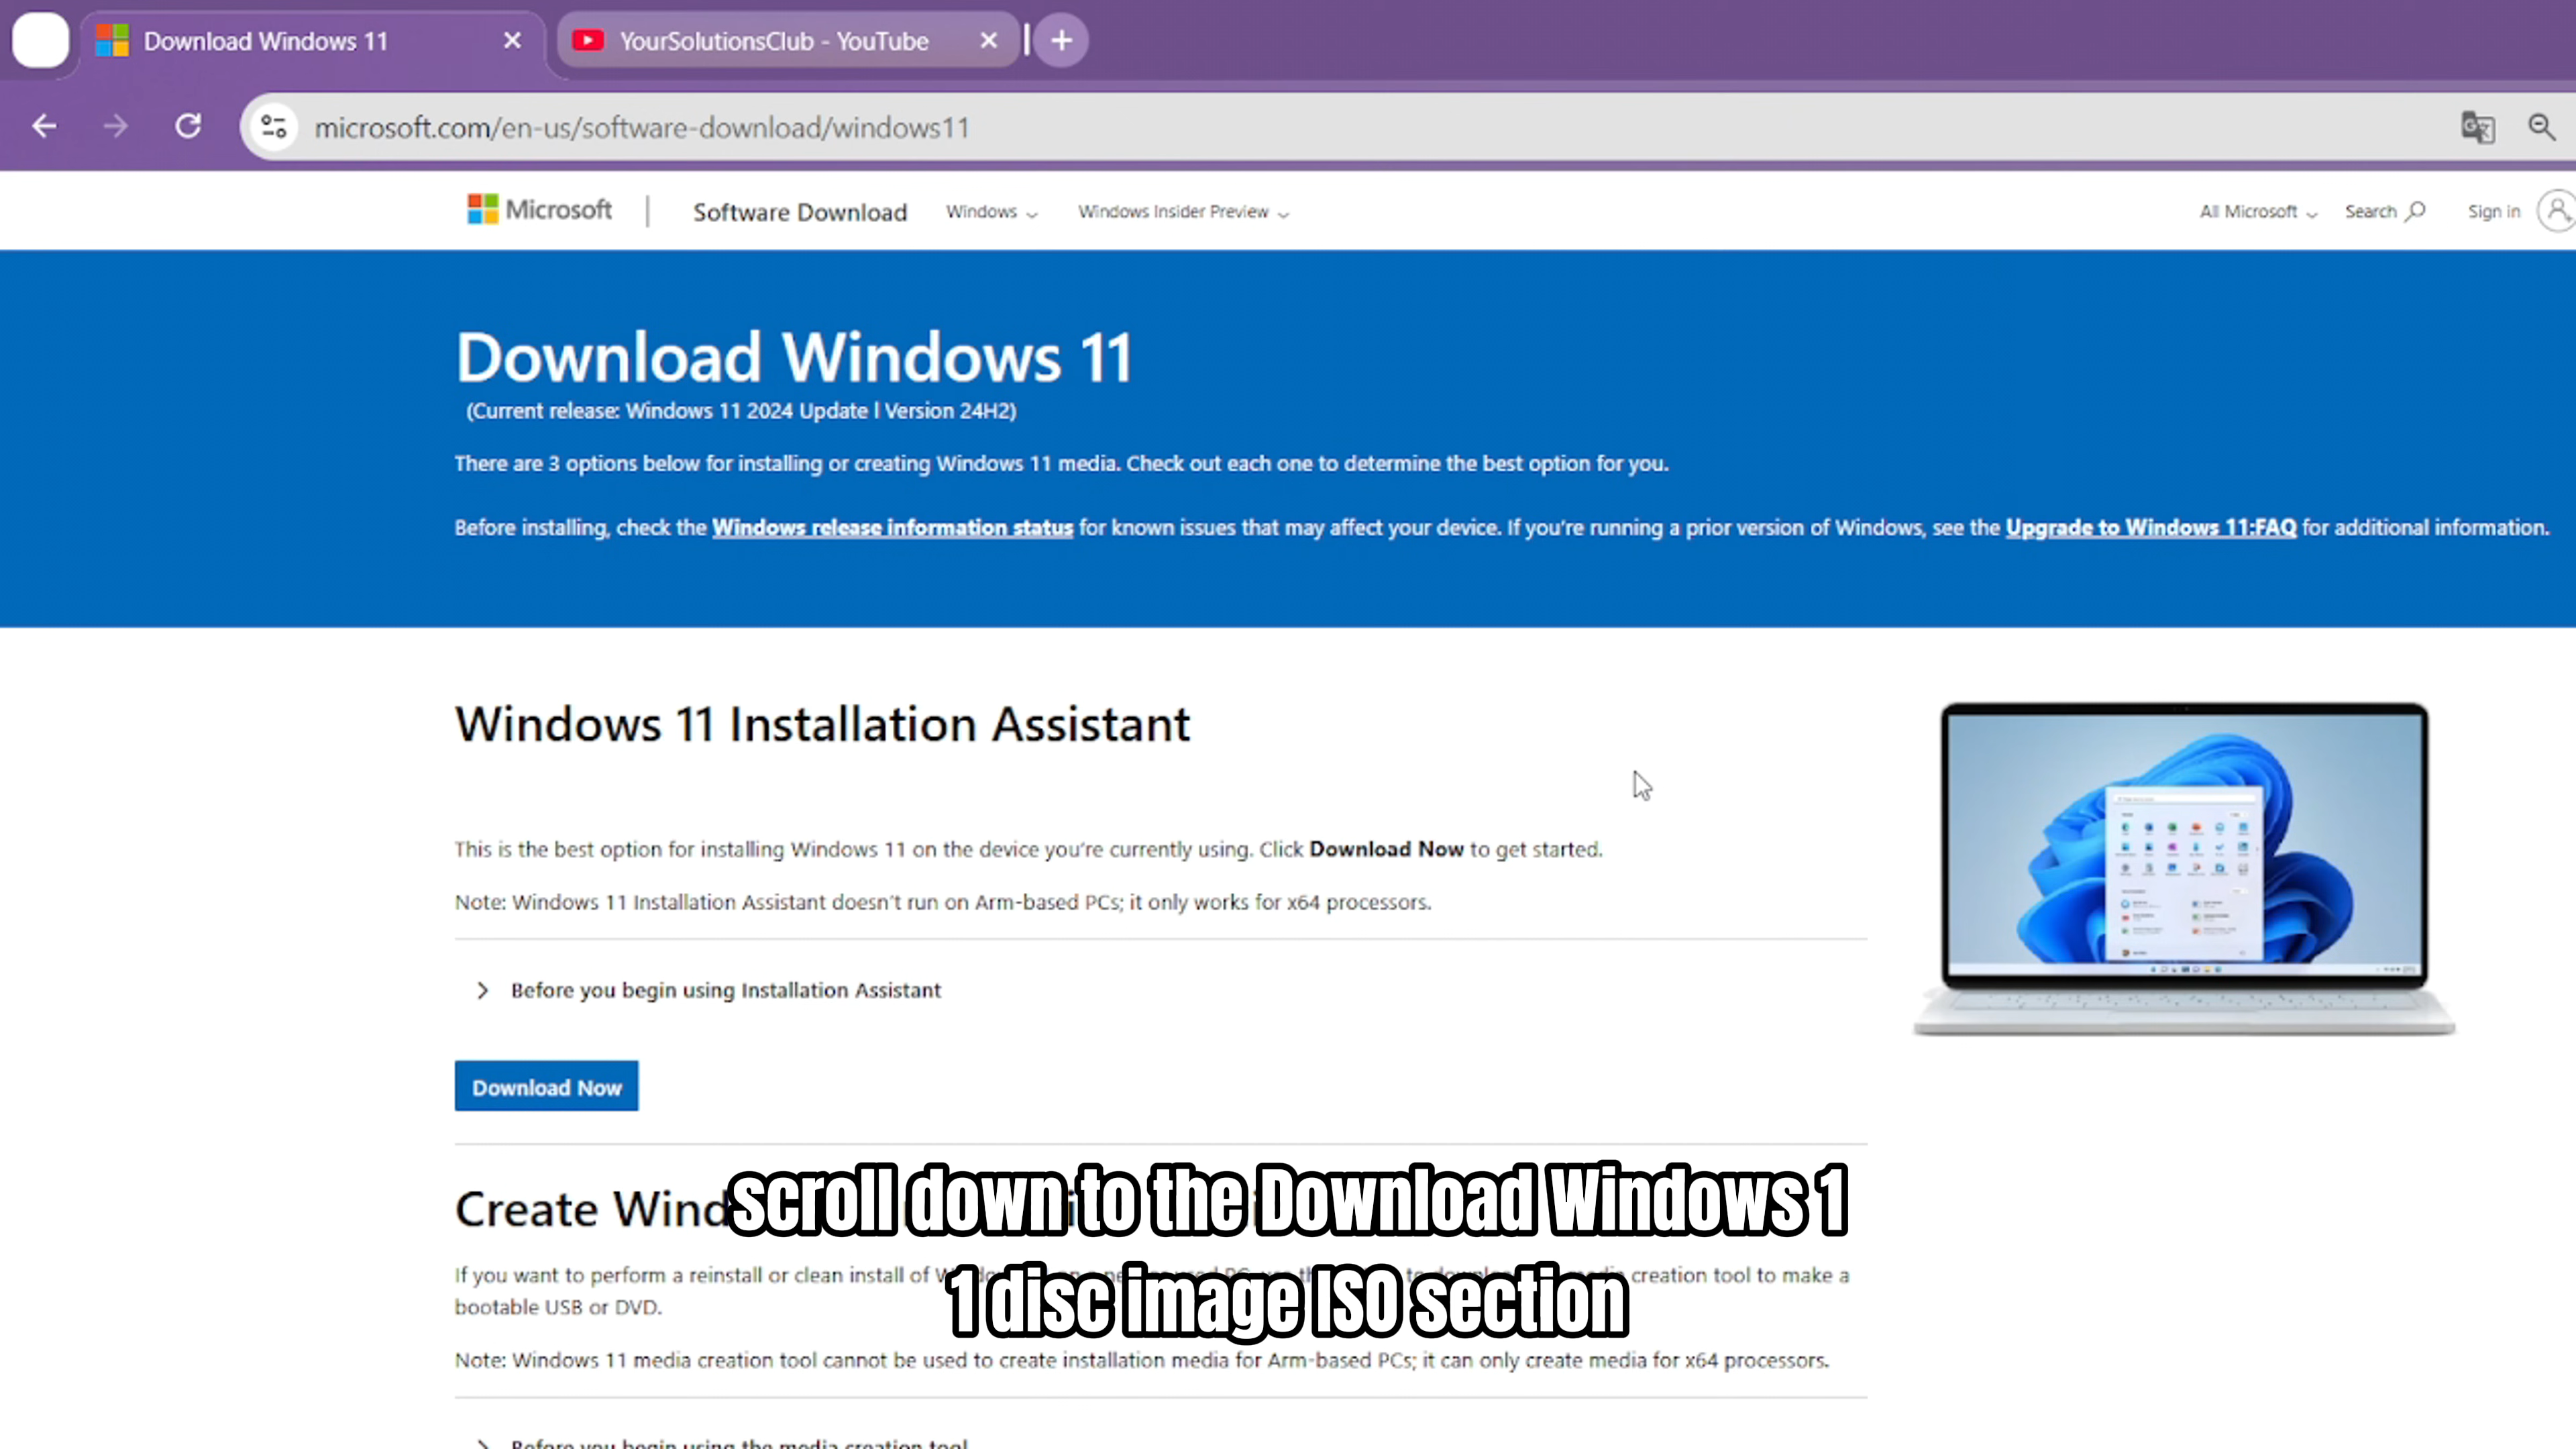 Download Windows 11
YourSolutionsClub - YouTube
microsoft.com/en-us/software-download/windows11
Microsoft
Software Download
Windows
Windows Insider Preview
All Microsoft
Search
Sign in
Download Windows 11
(Current release: Windows 11 2024 Update l Version 24H2)
There are 3 options below for installing or creating Windows 11 media. Check out each one to determine the best option for you.
Before installing, check the Windows release information status for known issues that may affect your device. If you're running a prior version of Windows, see the Upgrade to Windows 11:FAQ for additional information.
Windows 11 Installation Assistant
This is the best option for installing Windows 11 on the device you're currently using. Click Download Now to get started.
Note: Windows 11 Installation Assistant doesn't run on Arm-based PCs; it only works for x64 processors.
Before you begin using Installation Assistant
Download Now
Create
scroll down to the Download Windows 1
If you want to perform a reinstall or clean install of
creation tool to make a
1 disc image ISO section
bootable USB or DVD.
Note: Windows 11 media creation tool cannot be used to create installation media for Arm-based PCs; it can only create media for x64 processors.
Before you begin using the media creation tool